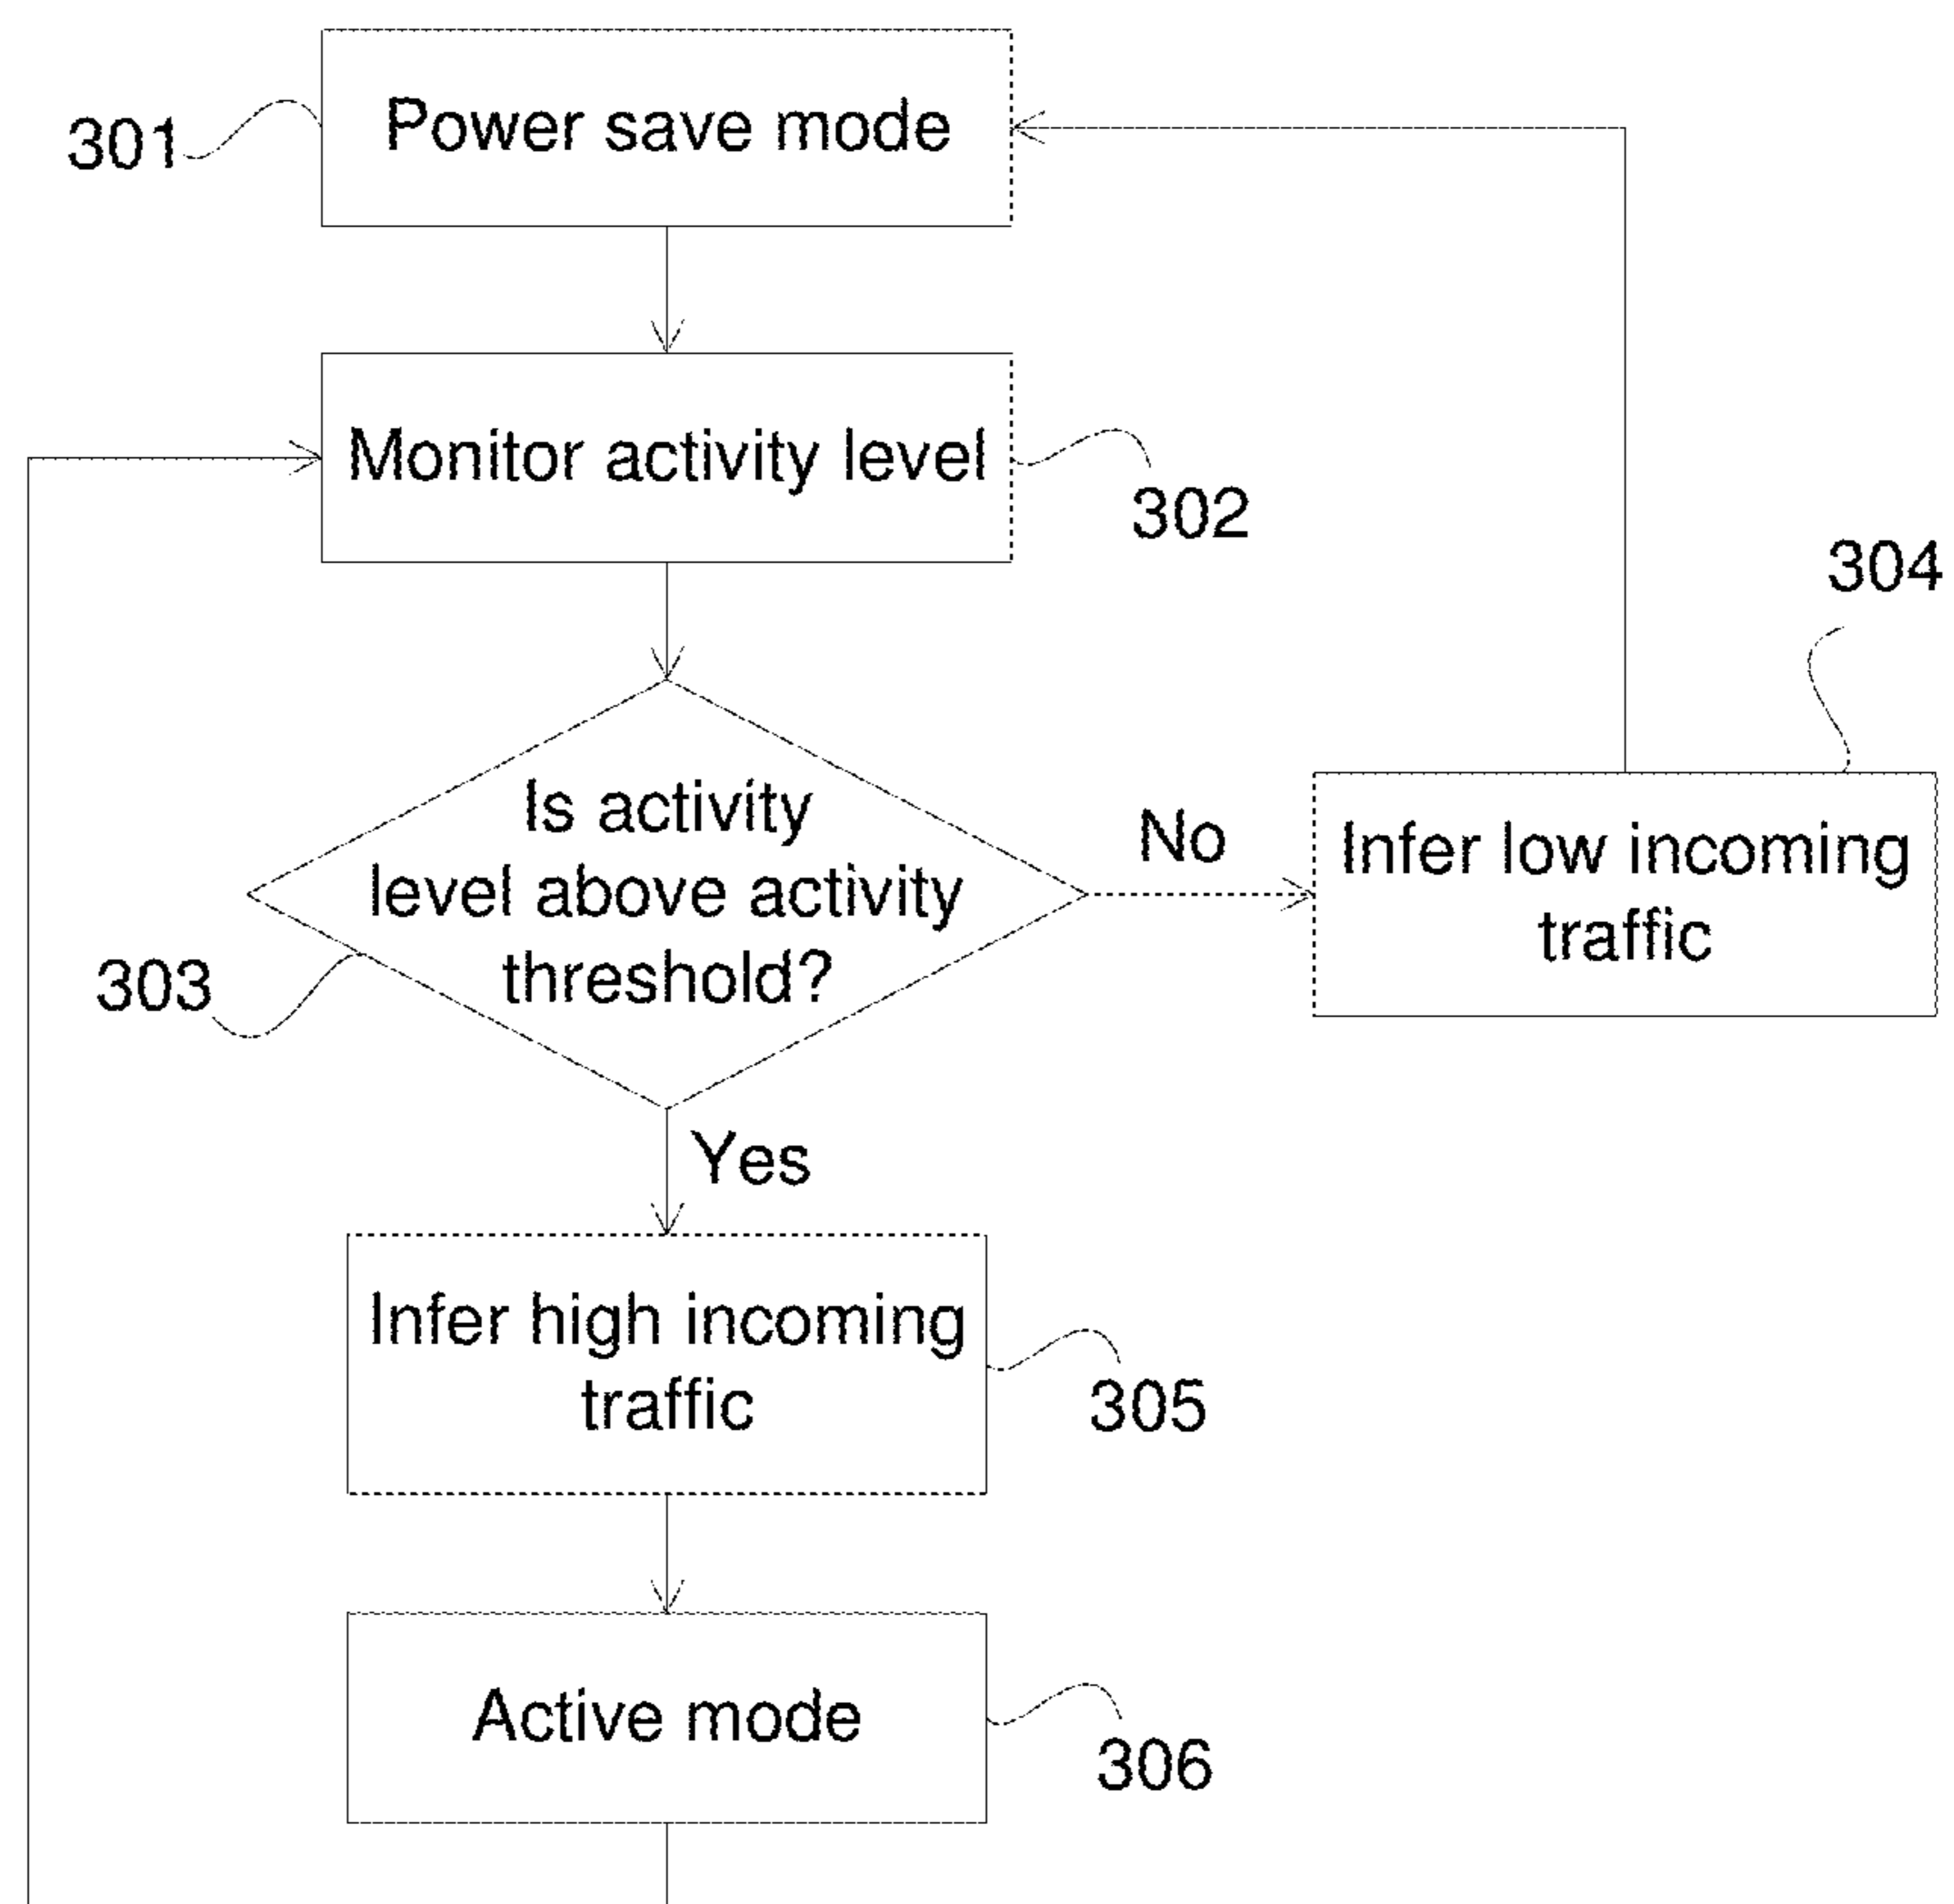 301
Power save mode
Monitor activity level
302
304
Is activity
level above activity
threshold?
303
No
Infer low incoming
traffic
Yes
Infer high incoming
traffic
305
Active mode
306